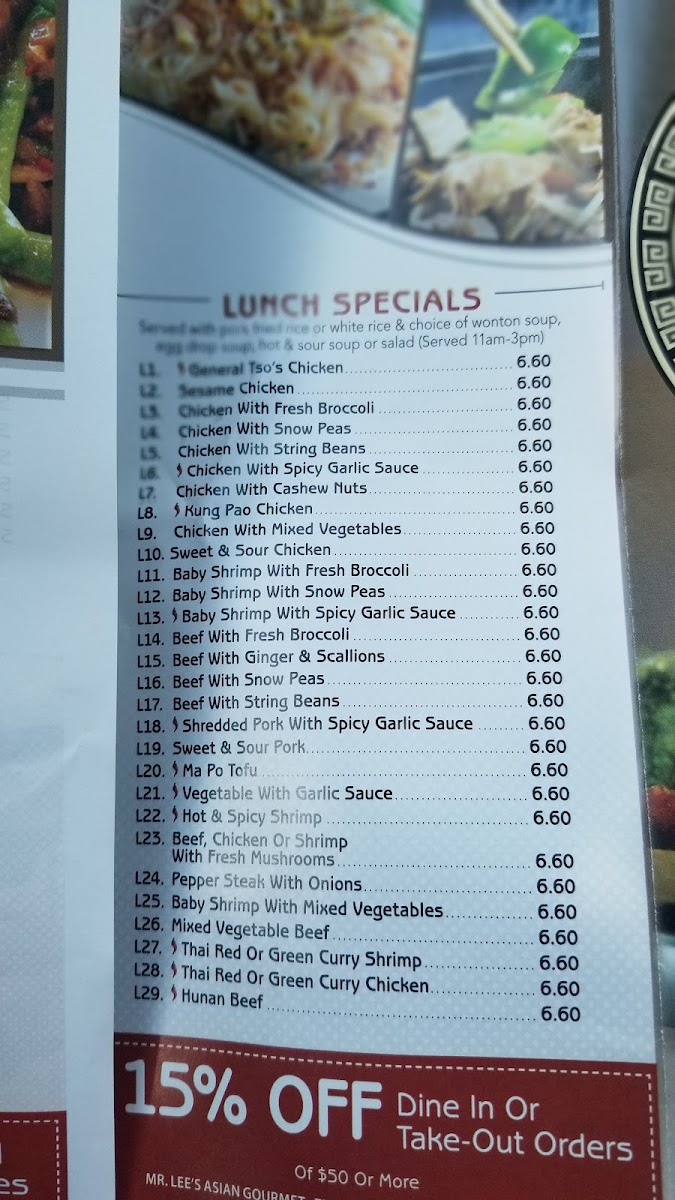 LUNCH SPECIALS
Served with pork fried rice or white rice & choice of wonton soup,
egg drop soup, hot & sour soup or salad (Served 11am-3pm)
L1. General Tso's Chicken 6.60
L2. Sesame Chicken 6.60
L3. Chicken With Fresh Broccoli 6.60
L4. Chicken With Snow Peas 6.60
L5. Chicken With String Beans 6.60
L6. Chicken With Spicy Garlic Sauce 6.60
L7. Chicken With Cashew Nuts 6.60
L8. Kung Pao Chicken 6.60
L9. Chicken With Mixed Vegetables 6.60
L10. Sweet & Sour Chicken 6.60
L11. Baby Shrimp With Fresh Broccoli 6.60
L12. Baby Shrimp With Snow Peas 6.60
L13. Baby Shrimp With Spicy Garlic Sauce 6.60
L14. Beef With Fresh Broccoli 6.60
L15. Beef With Ginger & Scallions 6.60
L16. Beef With Snow Peas 6.60
L17. Beef With String Beans 6.60
L18. Shredded Pork With Spicy Garlic Sauce 6.60
L19. Sweet & Sour Pork 6.60
L20. Ma Po Tofu 6.60
L21. Vegetable With Garlic Sauce 6.60
L22. Hot & Spicy Shrimp 6.60
L23. Beef, Chicken Or Shrimp
With Fresh Mushrooms 6.60
L24. Pepper Steak With Onions 6.60
L25. Baby Shrimp With Mixed Vegetables 6.60
L26. Mixed Vegetable Beef 6.60
L27. Thai Red Or Green Curry Shrimp 6.60
L28. Thai Red Or Green Curry Chicken 6.60
L29. Hunan Beef 6.60
15% OFF Dine In Or
Take-Out Orders
Of $50 Or More
MR. LEE'S ASIAN GOURMET
es